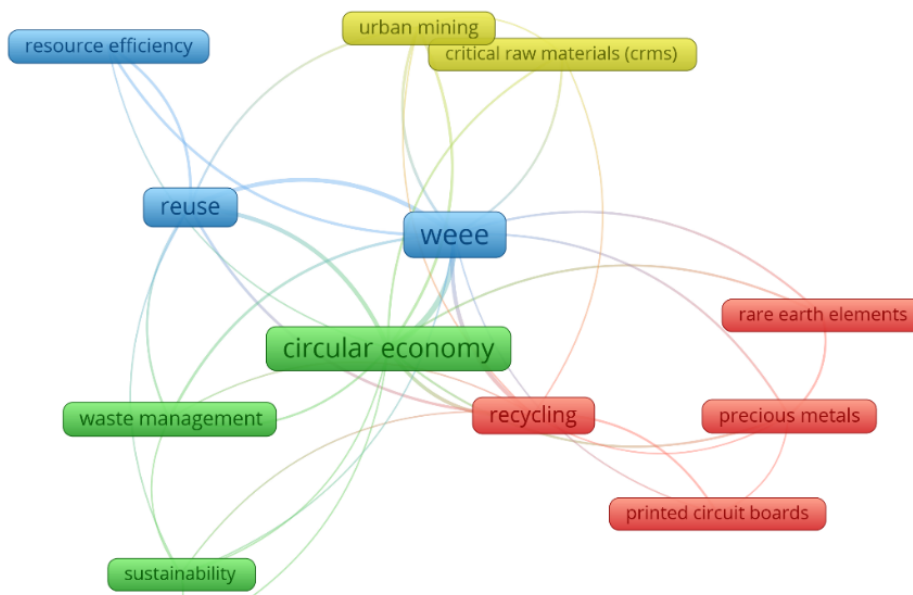 urban mining
resource efficiency
critical raw materials (crms)
reuse
weee
rare earth elements
circular economy
waste management
recycling
precious metals
printed circuit boards
sustainability